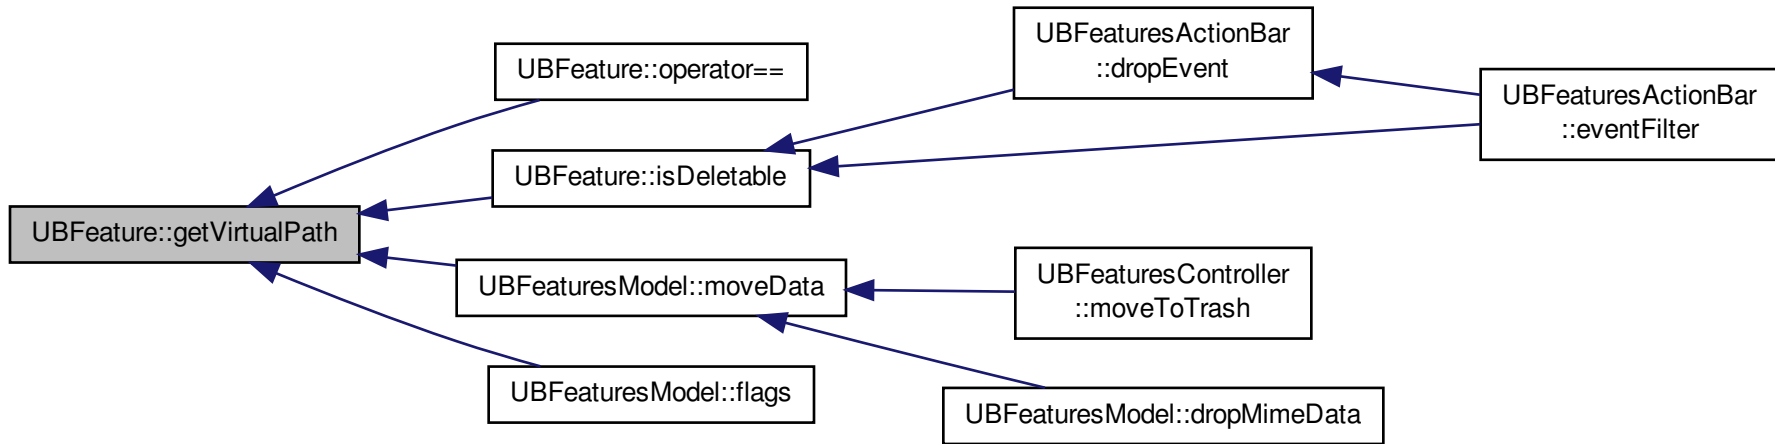 UBFeature::getVirtualPath
UBFeature::operator==
UBFeature::isDeletable
UBFeaturesModel::moveData
UBFeaturesModel::flags
UBFeaturesActionBar
::dropEvent
UBFeaturesActionBar
::eventFilter
UBFeaturesController
::moveToTrash
UBFeaturesModel::dropMimeData